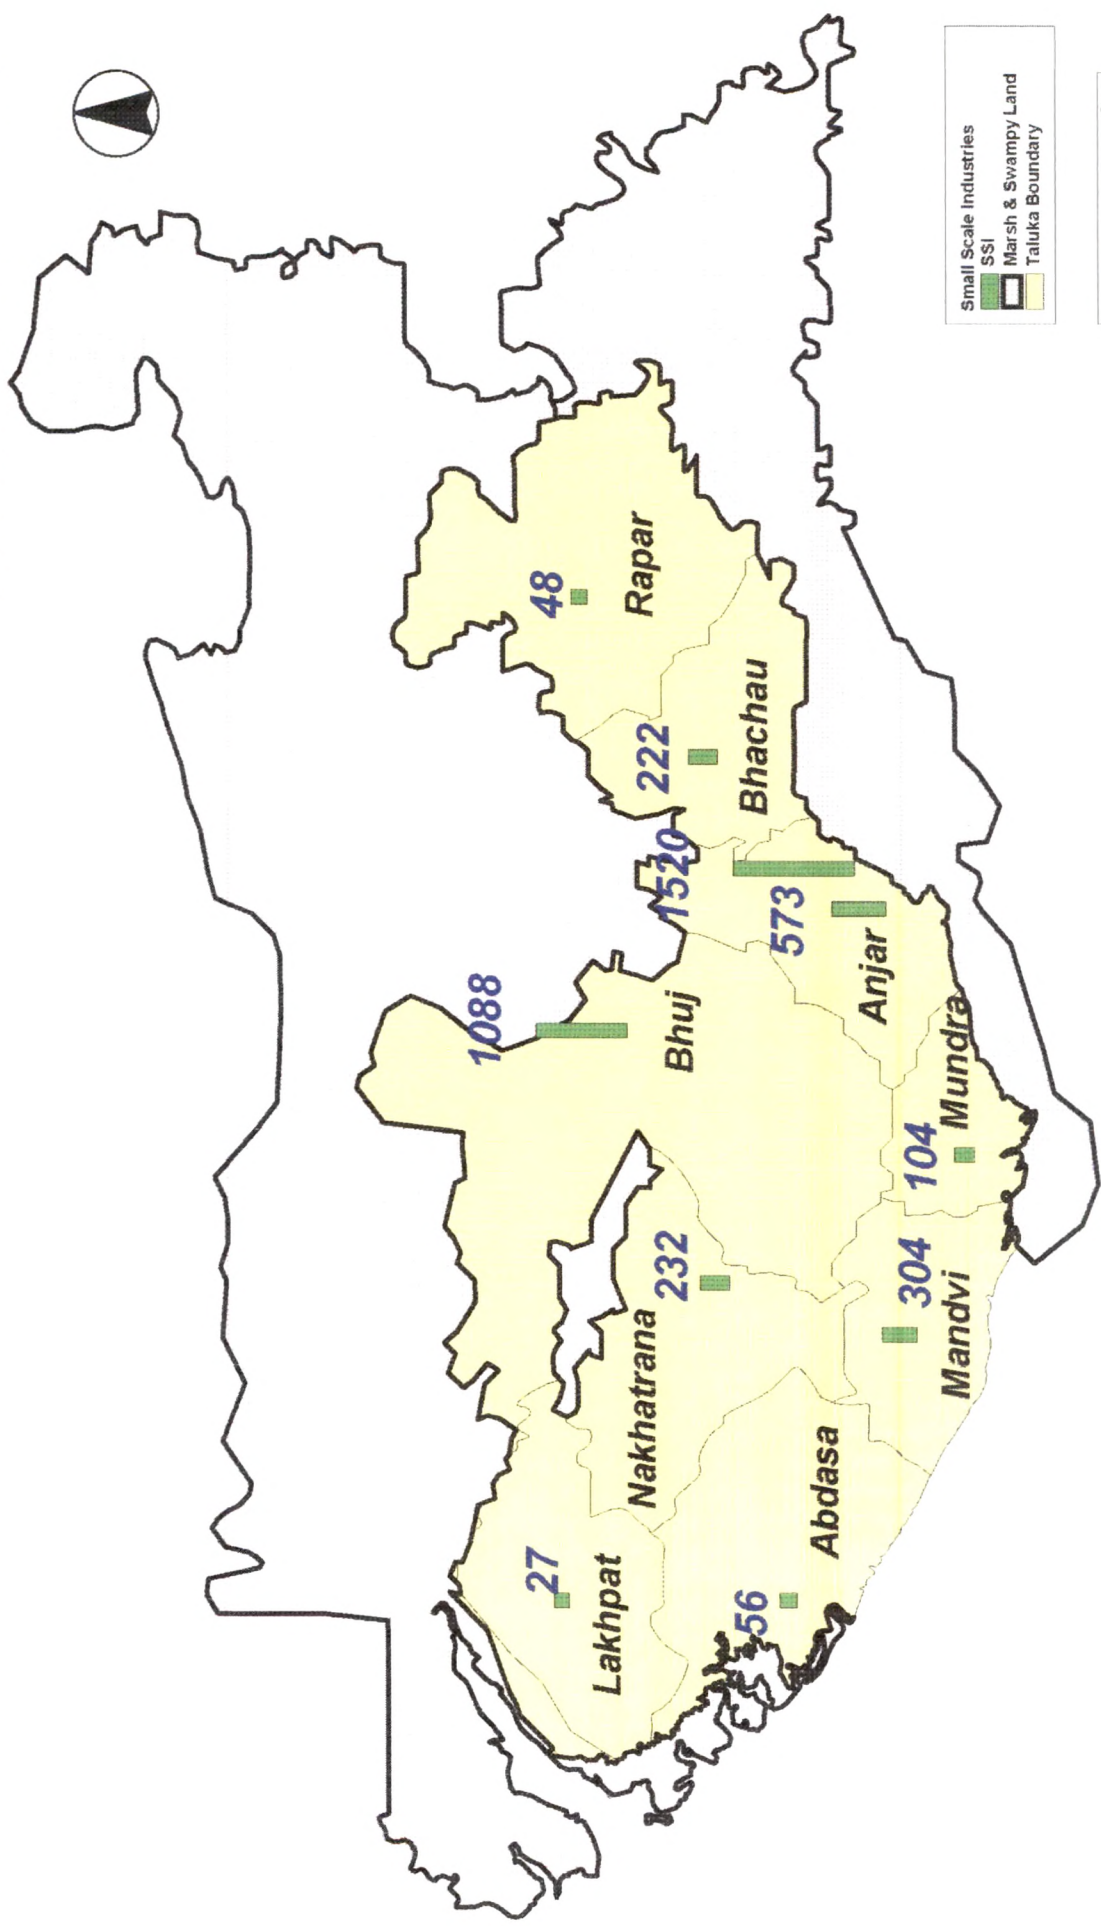 Small Scale Industries
SSI
Marsh & Swampy Land
Taluka Boundary
48
Rapar
222
Bhachau
1520
573
Anjar
1088
Bhuj
104
Mundra
232
Nakhatrana
304
Mandvi
27
Lakhpat
56
Abdasa